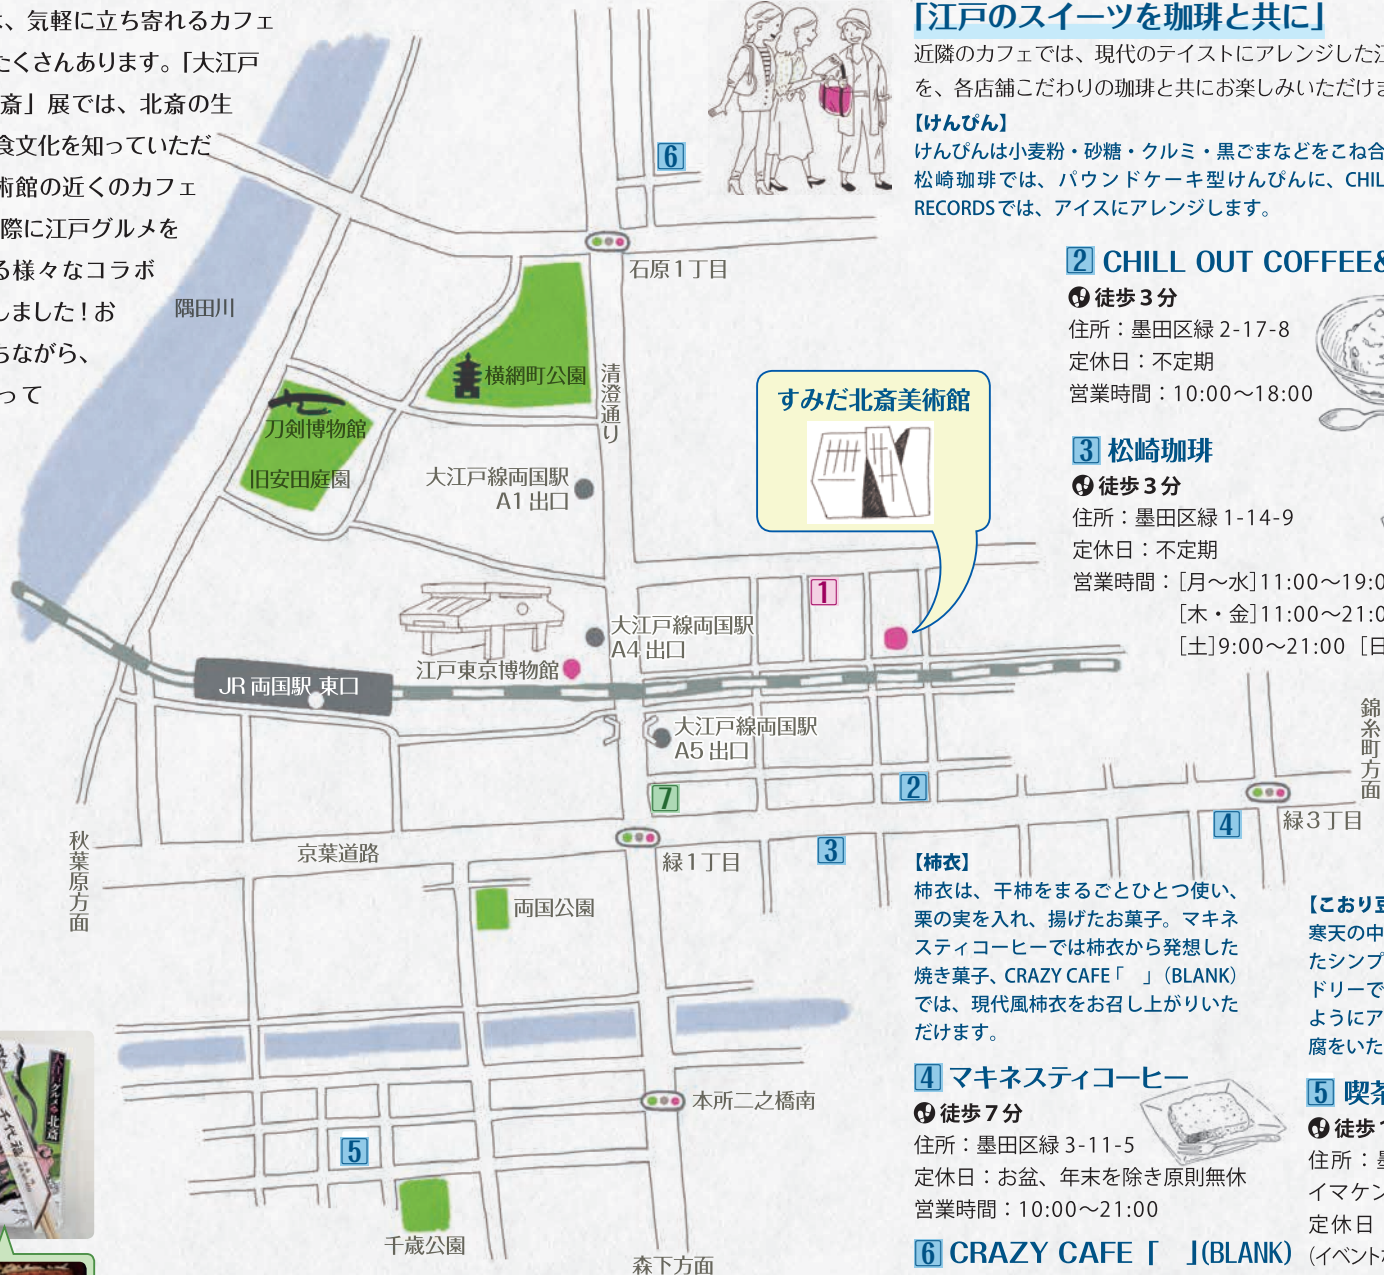 、気軽に立ち寄れるカフェ
たくさんあります。「大江戸
斎」展では、北斎の生
食文化を知っていただ
術館の近くのカフェ
際に江戸グルメを
る様々なコラボ
しました！お
ちながら、
って
隅田川
6
石原1丁目
横網町公園
清澄通り
刀剣博物館
旧安田庭園
大江戸線両国駅
A1出口
すみだ北斎美術館
1
大江戸線両国駅
A4出口
江戸東京博物館
JR 両国駅 東口
大江戸線両国駅
A5出口
7
2
3
4
緑1丁目
緑3丁目
錦糸町方面
秋葉原方面
京葉道路
両国公園
本所二之橋南
5
千歳公園
森下方面
大江戸グルメと北斎
千代福
「江戸のスイーツを珈琲と共に」
近隣のカフェでは、現代のテイストにアレンジした江
を、各店舗こだわりの珈琲と共にお楽しみいただけま
【けんぴん】
けんぴんは小麦粉・砂糖・クルミ・黒ごまなどをこね合
松崎珈琲では、パウンドケーキ型けんぴんに、CHIL
RECORDSでは、アイスにアレンジします。
2 CHILL OUT COFFEE&
徒歩3分
住所：墨田区緑 2-17-8
定休日：不定期
営業時間：10:00〜18:00
3 松崎珈琲
徒歩3分
住所：墨田区緑 1-14-9
定休日：不定期
営業時間：[月〜水]11:00〜19:0
[木・金]11:00〜21:0
[土]9:00〜21:00 [日
【柿衣】
柿衣は、干柿をまるごとひとつ使い、
栗の実を入れ、揚げたお菓子。マキネ
スティコーヒーでは柿衣から発想した
焼き菓子、CRAZY CAFE「　」（BLANK）
では、現代風柿衣をお召し上がりいた
だけます。
4 マキネスティコーヒー
徒歩7分
住所：墨田区緑 3-11-5
定休日：お盆、年末を除き原則無休
営業時間：10:00〜21:00
6 CRAZY CAFE「　」(BLANK)
【こおり豆
寒天の中
たシンプ
ドリーで
ようにア
腐をいた
5 喫茶
徒歩1
住所：墨
イマケン
定休日
（イベント